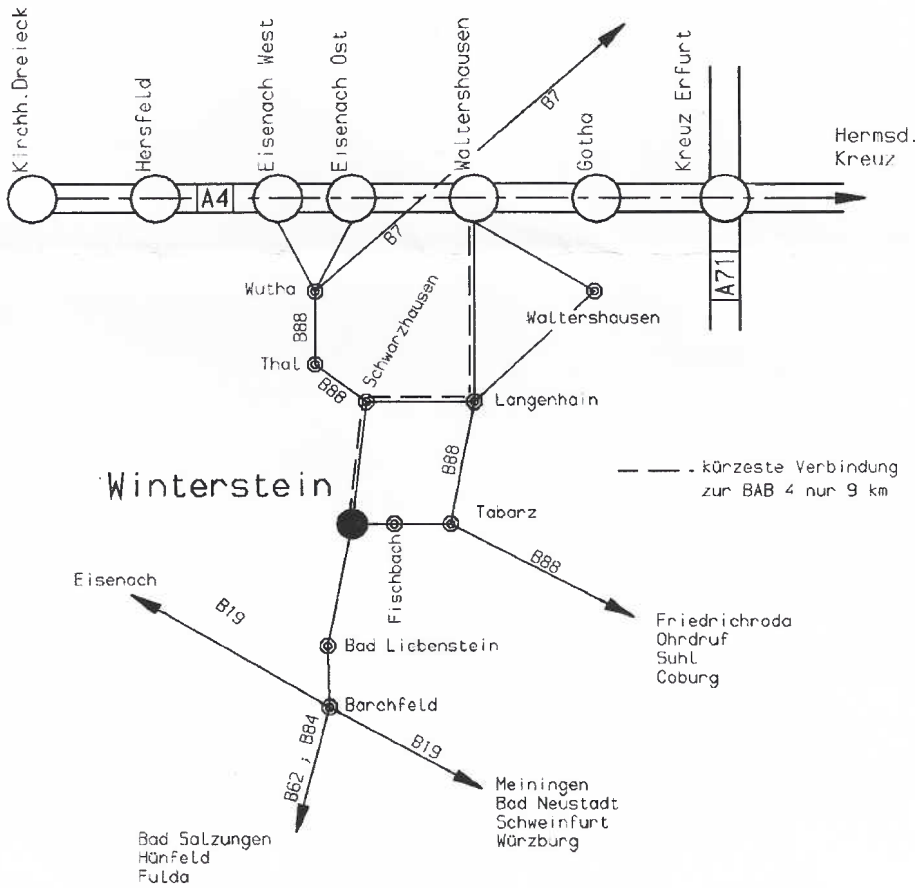 Kirchh.Dreieck
Hersfeld
Eisenach West
Eisenach Ost
Waltershausen
Gotha
Kreuz Erfurt
B7
Hermsd.
Kreuz
A4
B7
A71
Wutha
Waltershausen
B88
Schwarzhausen
Thal
B88
Langenhain
B88
Winterstein
kürzeste Verbindung
zur BAB 4 nur 9 km
Tabarz
Fischbach
B88
Eisenach
B19
Friedrichroda
Ohrdruf
Suhl
Coburg
Bad Liebenstein
Barchfeld
B62 ; B84
B19
Meiningen
Bad Neustadt
Schweinfurt
Würzburg
Bad Salzungen
Hünfeld
Fulda